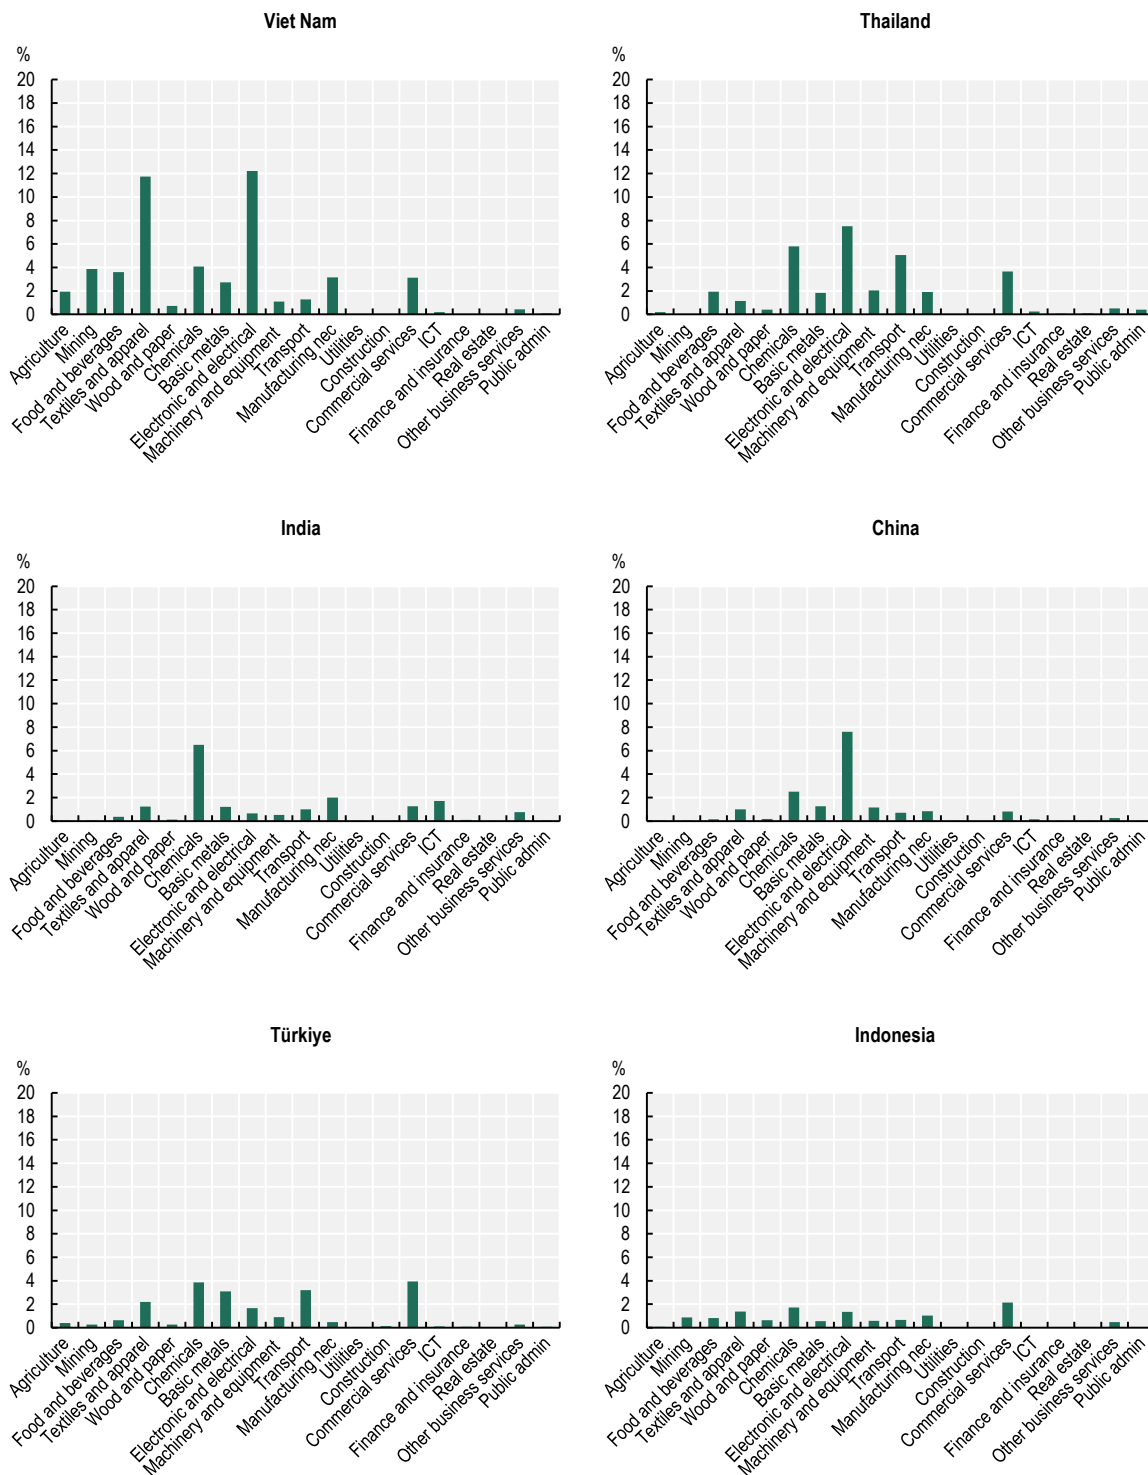 Viet Nam
%
20
18
16
14
12
10
8
6
4
2
0
Agriculture
Mining
Food and beverages
Textiles and apparel
Wood and paper
Chemicals
Basic metals
Electronic and electrical
Machinery and equipment
Transport
Manufacturing nec
Utilities
Construction
Commercial services
ICT
Finance and insurance
Real estate
Other business services
Public admin
Thailand
%
20
18
16
14
12
10
8
6
4
2
0
Agriculture
Mining
Food and beverages
Textiles and apparel
Wood and paper
Chemicals
Basic metals
Electronic and electrical
Machinery and equipment
Transport
Manufacturing nec
Utilities
Construction
Commercial services
ICT
Finance and insurance
Real estate
Other business services
Public admin
India
%
20
18
16
14
12
10
8
6
4
2
0
Agriculture
Mining
Food and beverages
Textiles and apparel
Wood and paper
Chemicals
Basic metals
Electronic and electrical
Machinery and equipment
Transport
Manufacturing nec
Utilities
Construction
Commercial services
ICT
Finance and insurance
Real estate
Other business services
Public admin
China
%
20
18
16
14
12
10
8
6
4
2
0
Agriculture
Mining
Food and beverages
Textiles and apparel
Wood and paper
Chemicals
Basic metals
Electronic and electrical
Machinery and equipment
Transport
Manufacturing nec
Utilities
Construction
Commercial services
ICT
Finance and insurance
Real estate
Other business services
Public admin
Türkiye
%
20
18
16
14
12
10
8
6
4
2
0
Agriculture
Mining
Food and beverages
Textiles and apparel
Wood and paper
Chemicals
Basic metals
Electronic and electrical
Machinery and equipment
Transport
Manufacturing nec
Utilities
Construction
Commercial services
ICT
Finance and insurance
Real estate
Other business services
Public admin
Indonesia
%
20
18
16
14
12
10
8
6
4
2
0
Agriculture
Mining
Food and beverages
Textiles and apparel
Wood and paper
Chemicals
Basic metals
Electronic and electrical
Machinery and equipment
Transport
Manufacturing nec
Utilities
Construction
Commercial services
ICT
Finance and insurance
Real estate
Other business services
Public admin